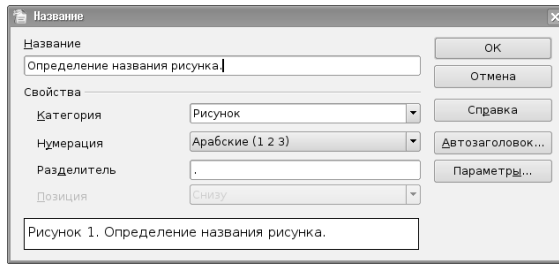 Название
Название
Определение названия рисунка.
Свойства
Категория Рисунок
Нумерация Арабские (1 2 3)
Разделитель .
Позиция Снизу
Рисунок 1. Определение названия рисунка.
OK
Отмена
Справка
Автозаголовок...
Параметры...